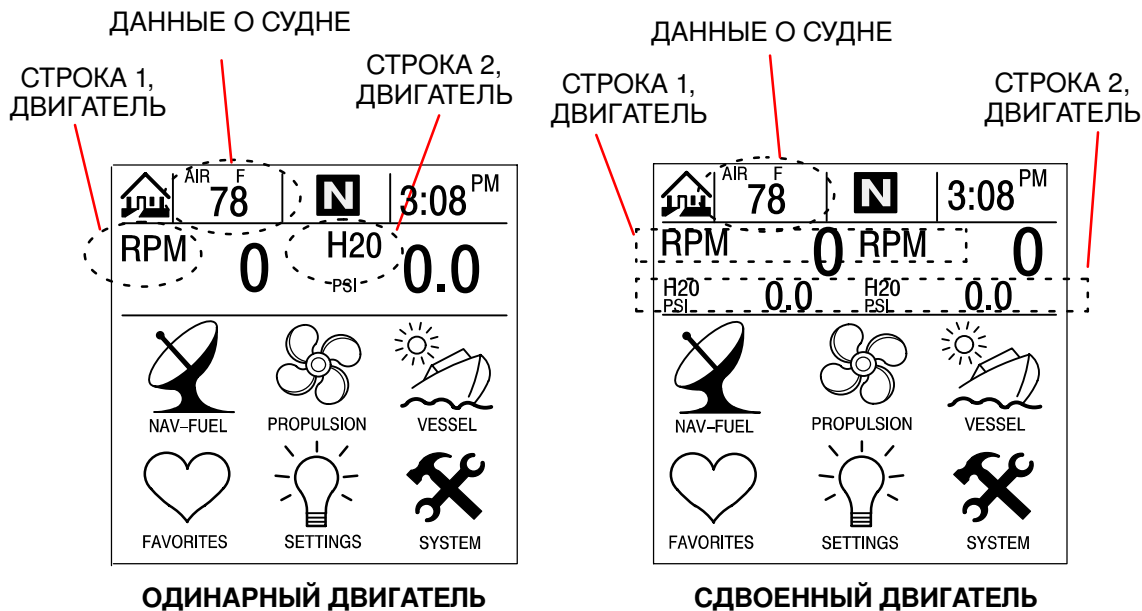 ДАННЫЕ О СУДНЕ
СТРОКА 1,
ДВИГАТЕЛЬ
СТРОКА 2,
ДВИГАТЕЛЬ
AIR F
78
N
3:08 PM
RPM
0
H20
PSI
0.0
NAV–FUEL
PROPULSION
VESSEL
FAVORITES
SETTINGS
SYSTEM
ОДИНАРНЫЙ ДВИГАТЕЛЬ
ДАННЫЕ О СУДНЕ
СТРОКА 1,
ДВИГАТЕЛЬ
СТРОКА 2,
ДВИГАТЕЛЬ
AIR F
78
N
3:08 PM
RPM 0 RPM 0
H20
PSI
0.0
H20
PSI
0.0
NAV–FUEL
PROPULSION
VESSEL
FAVORITES
SETTINGS
SYSTEM
СДВОЕННЫЙ ДВИГАТЕЛЬ